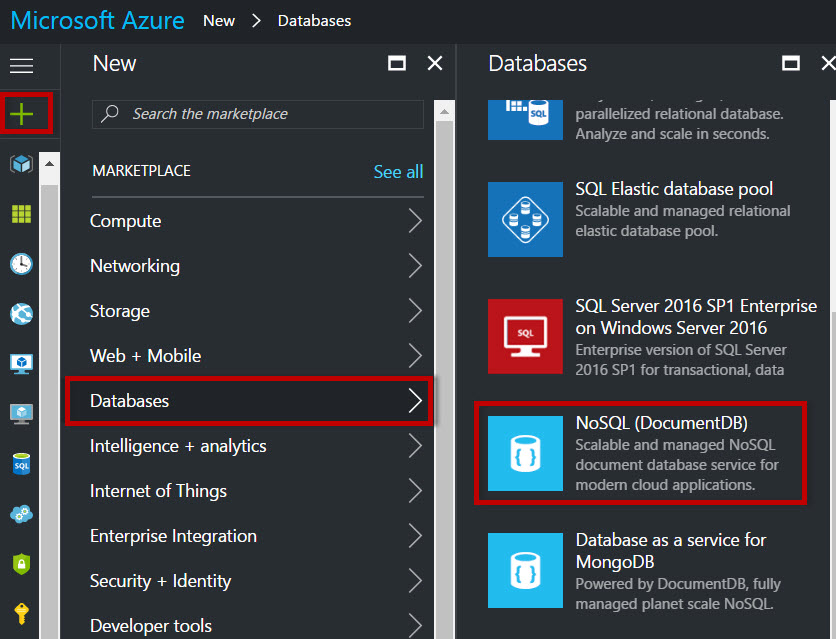 Microsoft Azure New > Databases
New
Search the marketplace
MARKETPLACE See all
Compute
Networking
Storage
Web + Mobile
Databases
Intelligence + analytics
Internet of Things
Enterprise Integration
Security + Identity
Developer tools
SQL
Databases
SQL
parallelized relational database.
Analyze and scale in seconds.
SQL Elastic database pool
Scalable and managed relational
elastic database pool.
SQL
SQL Server 2016 SP1 Enterprise
on Windows Server 2016
Enterprise version of SQL Server
2016 SP1 for transactional, data
{ }
NoSQL (DocumentDB)
Scalable and managed NoSQL
document database service for
modern cloud applications.
{ }
Database as a service for
MongoDB
Powered by DocumentDB, fully
managed planet scale NoSQL.